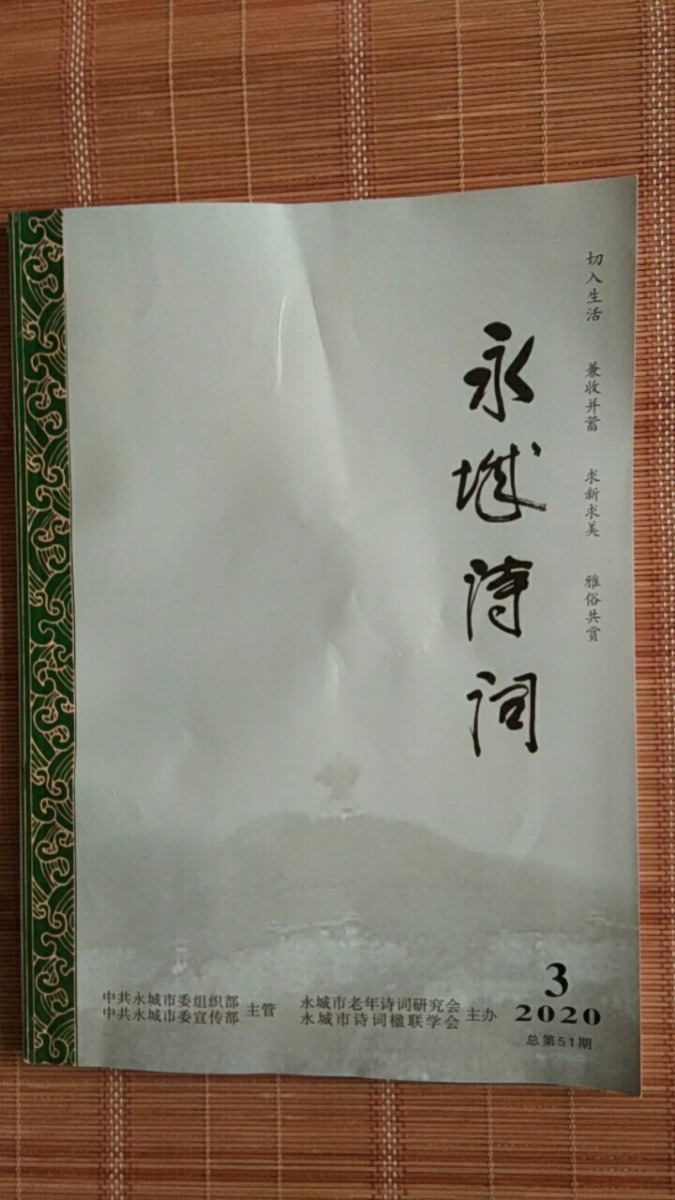 切入生活 兼收并蓄 求新求美 雅俗共赏
永城诗词
中共永城市委组织部
中共永城市委宣传部
主管
永城市老年诗词研究会
永城市诗词楹联学会
主办
3
2020
总第51期